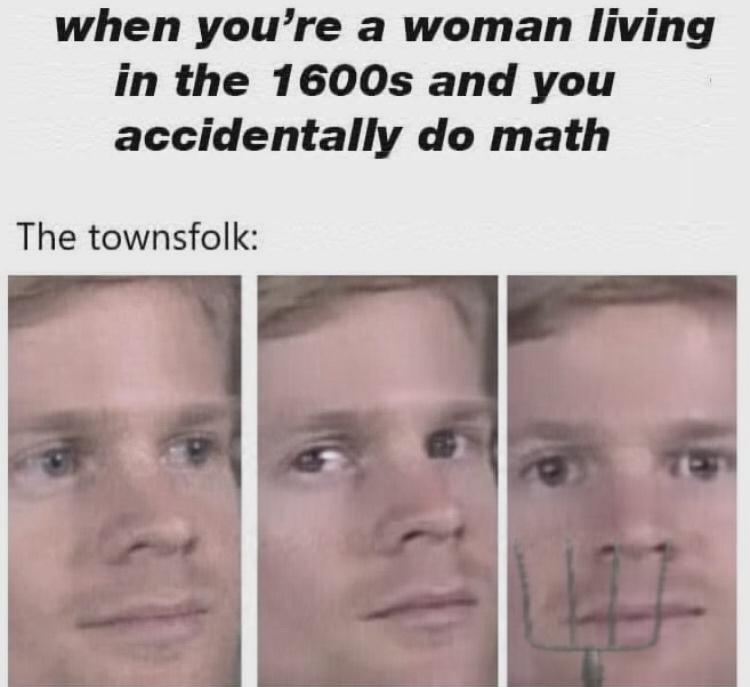 when you're a woman living
in the 1600s and you
accidentally do math
The townsfolk: